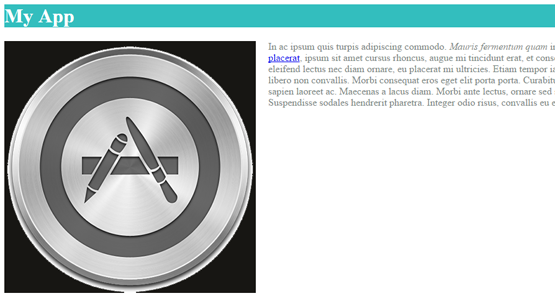 My App
In ac ipsum quis turpis adipiscing commodo. Mauris fermentum quam
placerat, ipsum sit amet cursus rhoncus, augue mi tincidunt erat, et
eleifend lectus nec diam ornare, eu placerat mi ultricies. Etiam tempor
libero non convallis. Morbi consequat eros eget elit porta porta.
sapien laoreet ac. Maecenas a lacus diam. Morbi ante lectus, ornare sed
Suspendisse sodales hendrerit pharetra. Integer odio risus, convallis eu